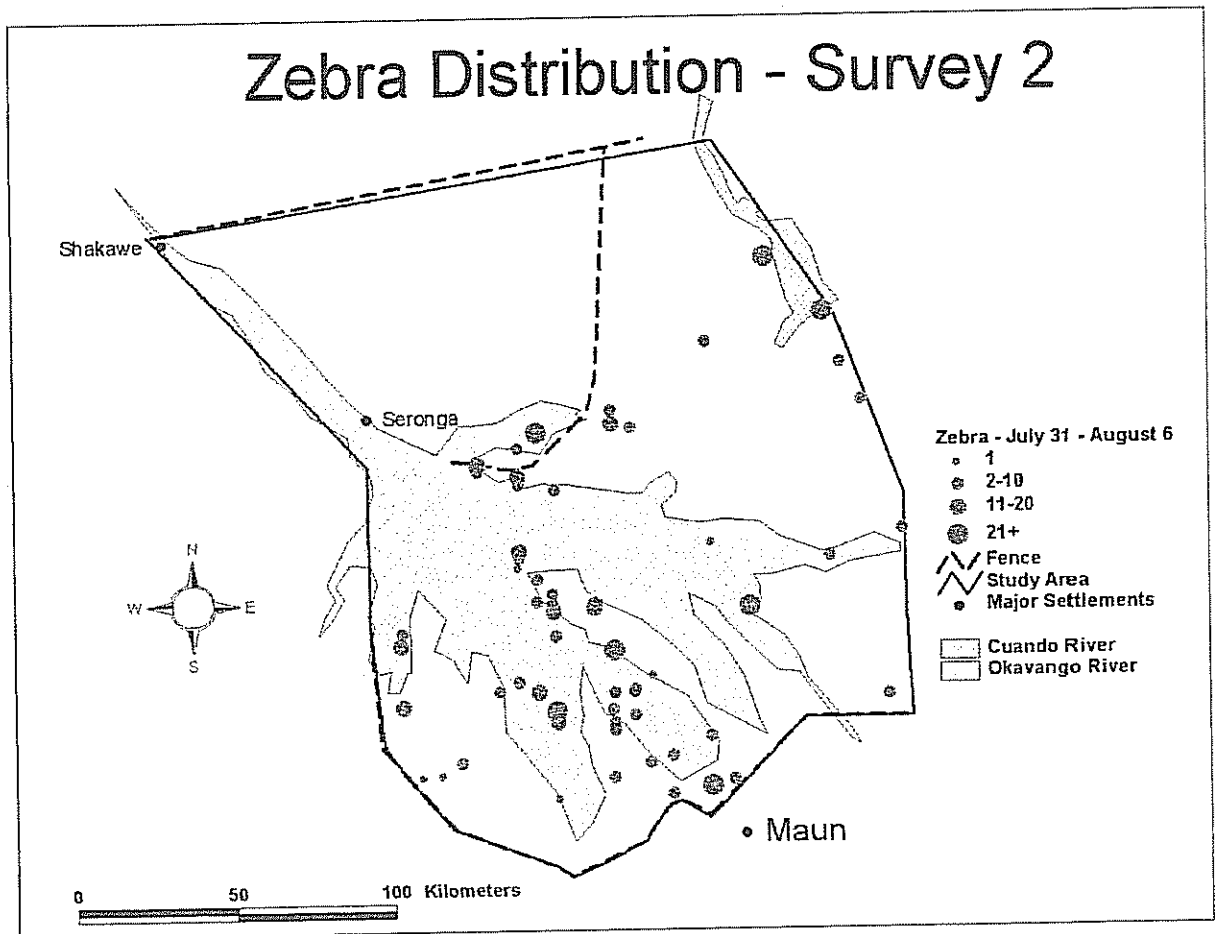 Zebra Distribution - Survey 2
Shakawe
Seronga
Zebra - July 31 - August 6
1
2-10
11-20
21+
Fence
Study Area
Major Settlements
Cuando River
Okavango River
N
W E
S
Maun
0 50 100 Kilometers